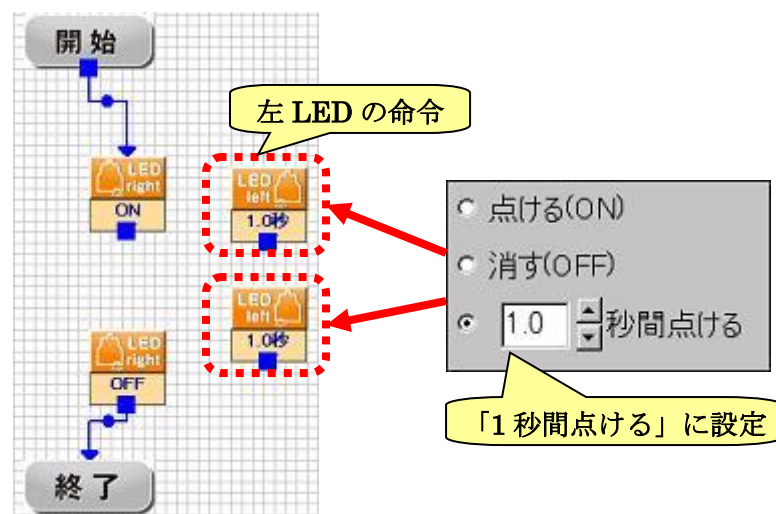 開始
左 LED の命令
LED
right
ON
LED
left
1.0秒
点ける(ON)
消す(OFF)
1.0 秒間点ける
LED
left
1.0秒
LED
right
OFF
「1 秒間点ける」に設定
終了